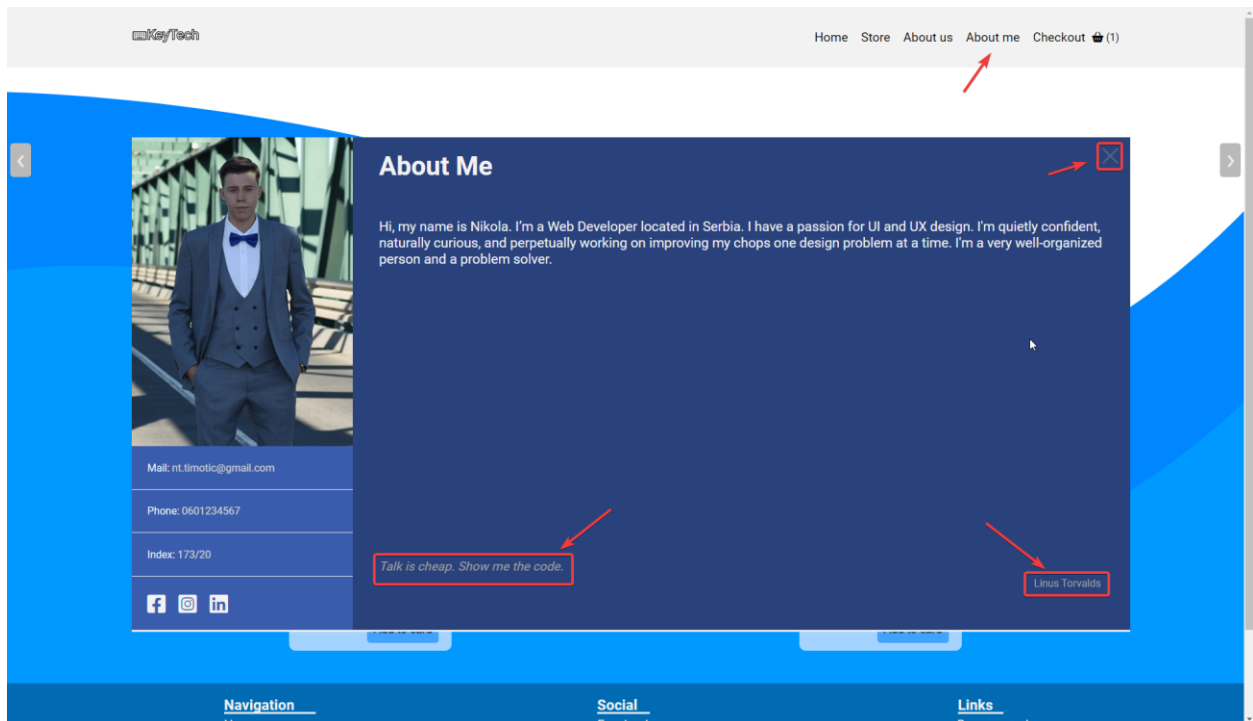 KeyTech
Home Store About us About me Checkout (1)
About Me
Hi, my name is Nikola. I'm a Web Developer located in Serbia. I have a passion for UI and UX design. I'm quietly confident,
naturally curious, and perpetually working on improving my chops one design problem at a time. I'm a very well-organized
person and a problem solver.
Mail: nt.timotic@gmail.com
Phone: 0601234567
Index: 173/20
Talk is cheap. Show me the code.
Linus Torvalds
Navigation Social Links